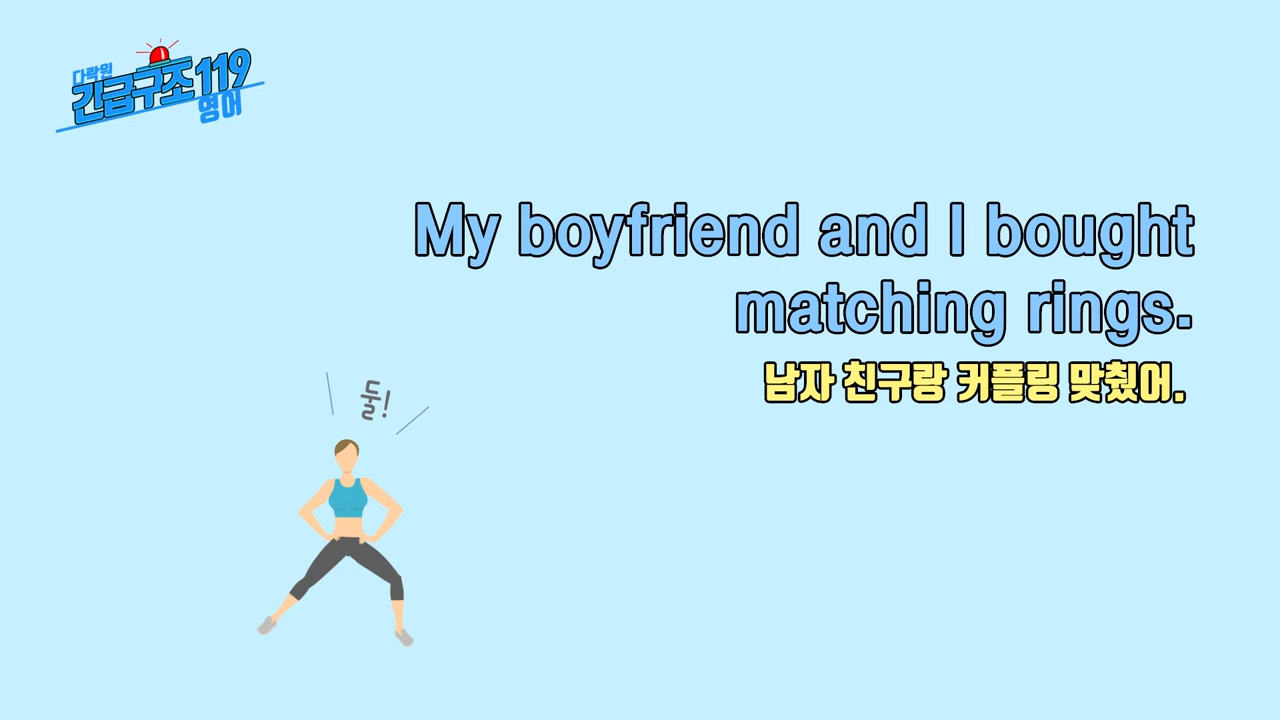 다락원
긴급구조119
영어
My boyfriend and I bought
matching rings.
남자 친구랑 커플링 맞췄어.
둘!